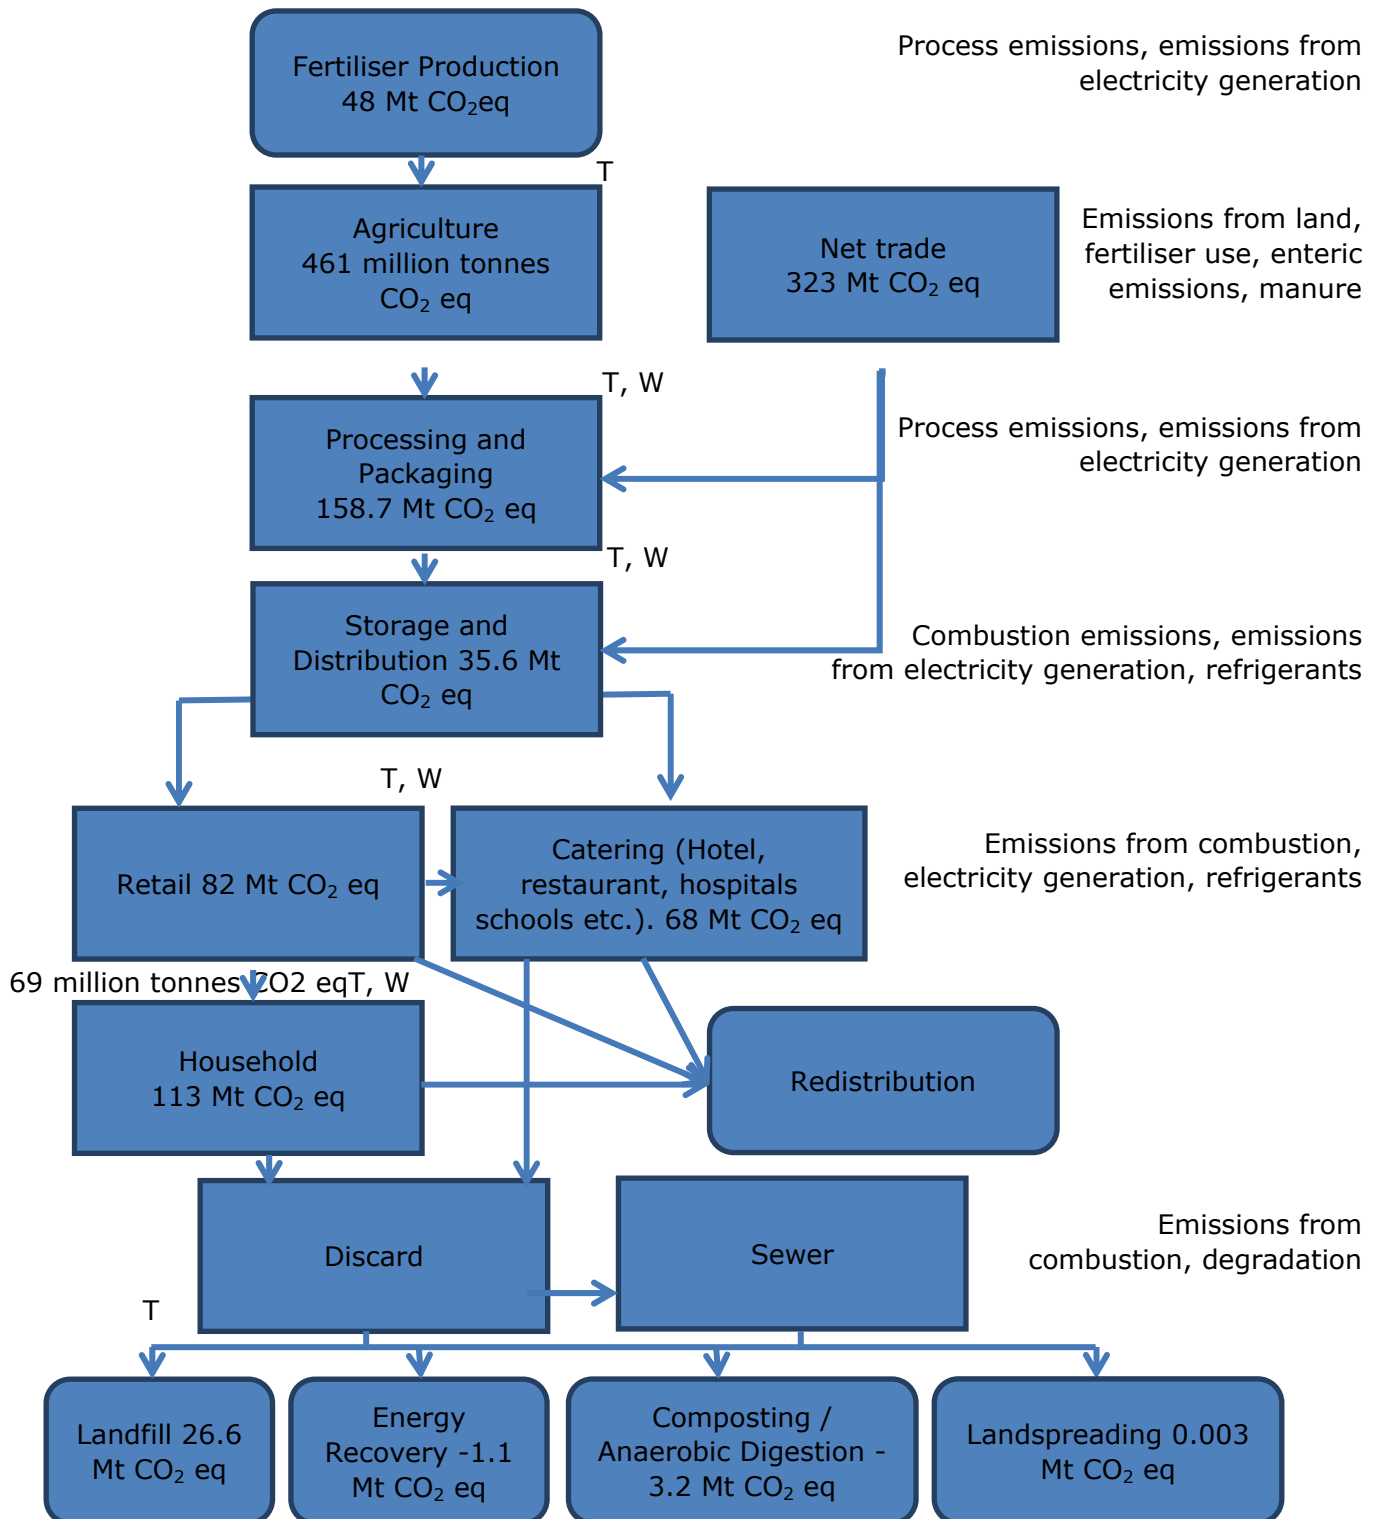 Fertiliser Production
48 Mt CO₂eq
Process emissions, emissions from
electricity generation
T
Agriculture
461 million tonnes
CO₂ eq
Net trade
323 Mt CO₂ eq
Emissions from land,
fertiliser use, enteric
emissions, manure
T, W
Processing and
Packaging
158.7 Mt CO₂ eq
Process emissions, emissions from
electricity generation
T, W
Storage and
Distribution 35.6 Mt
CO₂ eq
Combustion emissions, emissions
from electricity generation, refrigerants
T, W
Retail 82 Mt CO₂ eq
Catering (Hotel,
restaurant, hospitals
schools etc.). 68 Mt CO₂ eq
Emissions from combustion,
electricity generation, refrigerants
69 million tonnes CO2 eqT, W
Household
113 Mt CO₂ eq
Redistribution
Discard
Sewer
Emissions from
combustion, degradation
T
Landfill 26.6
Mt CO₂ eq
Energy
Recovery -1.1
Mt CO₂ eq
Composting /
Anaerobic Digestion -
3.2 Mt CO₂ eq
Landspreading 0.003
Mt CO₂ eq